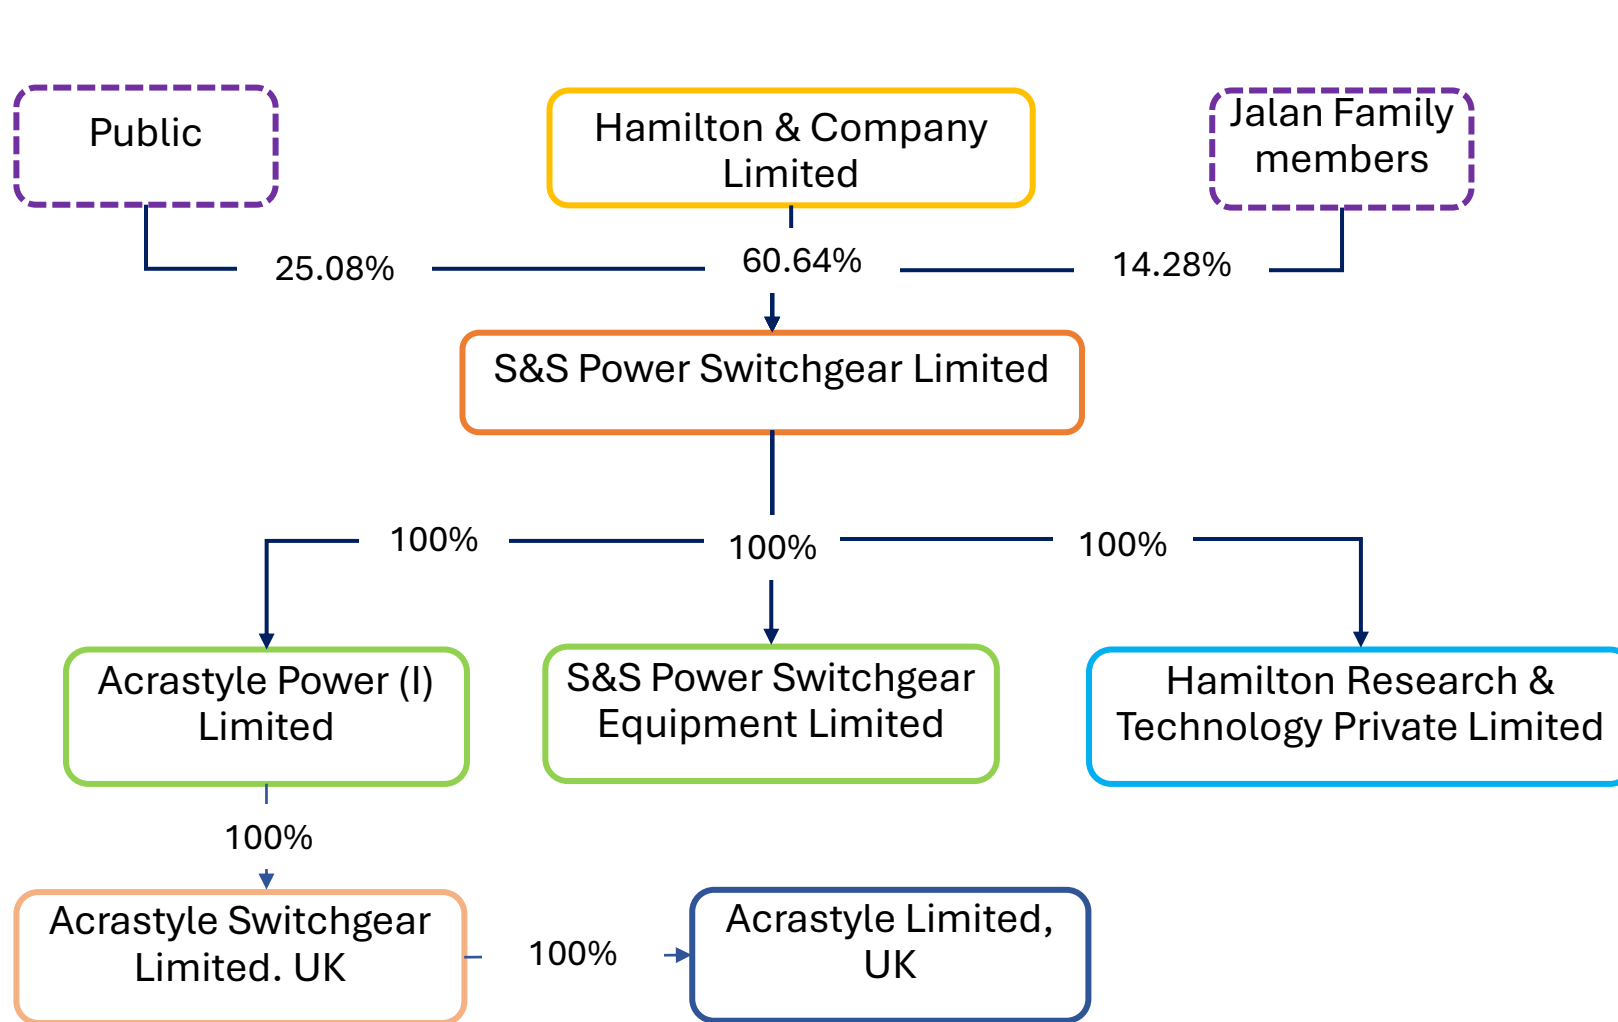 Public
Hamilton & Company
Limited
Jalan Family
members
25.08%
60.64%
14.28%
S&S Power Switchgear Limited
100%
100%
100%
Acrastyle Power (I)
Limited
S&S Power Switchgear
Equipment Limited
Hamilton Research &
Technology Private Limited
100%
Acrastyle Switchgear
Limited. UK
100%
Acrastyle Limited,
UK